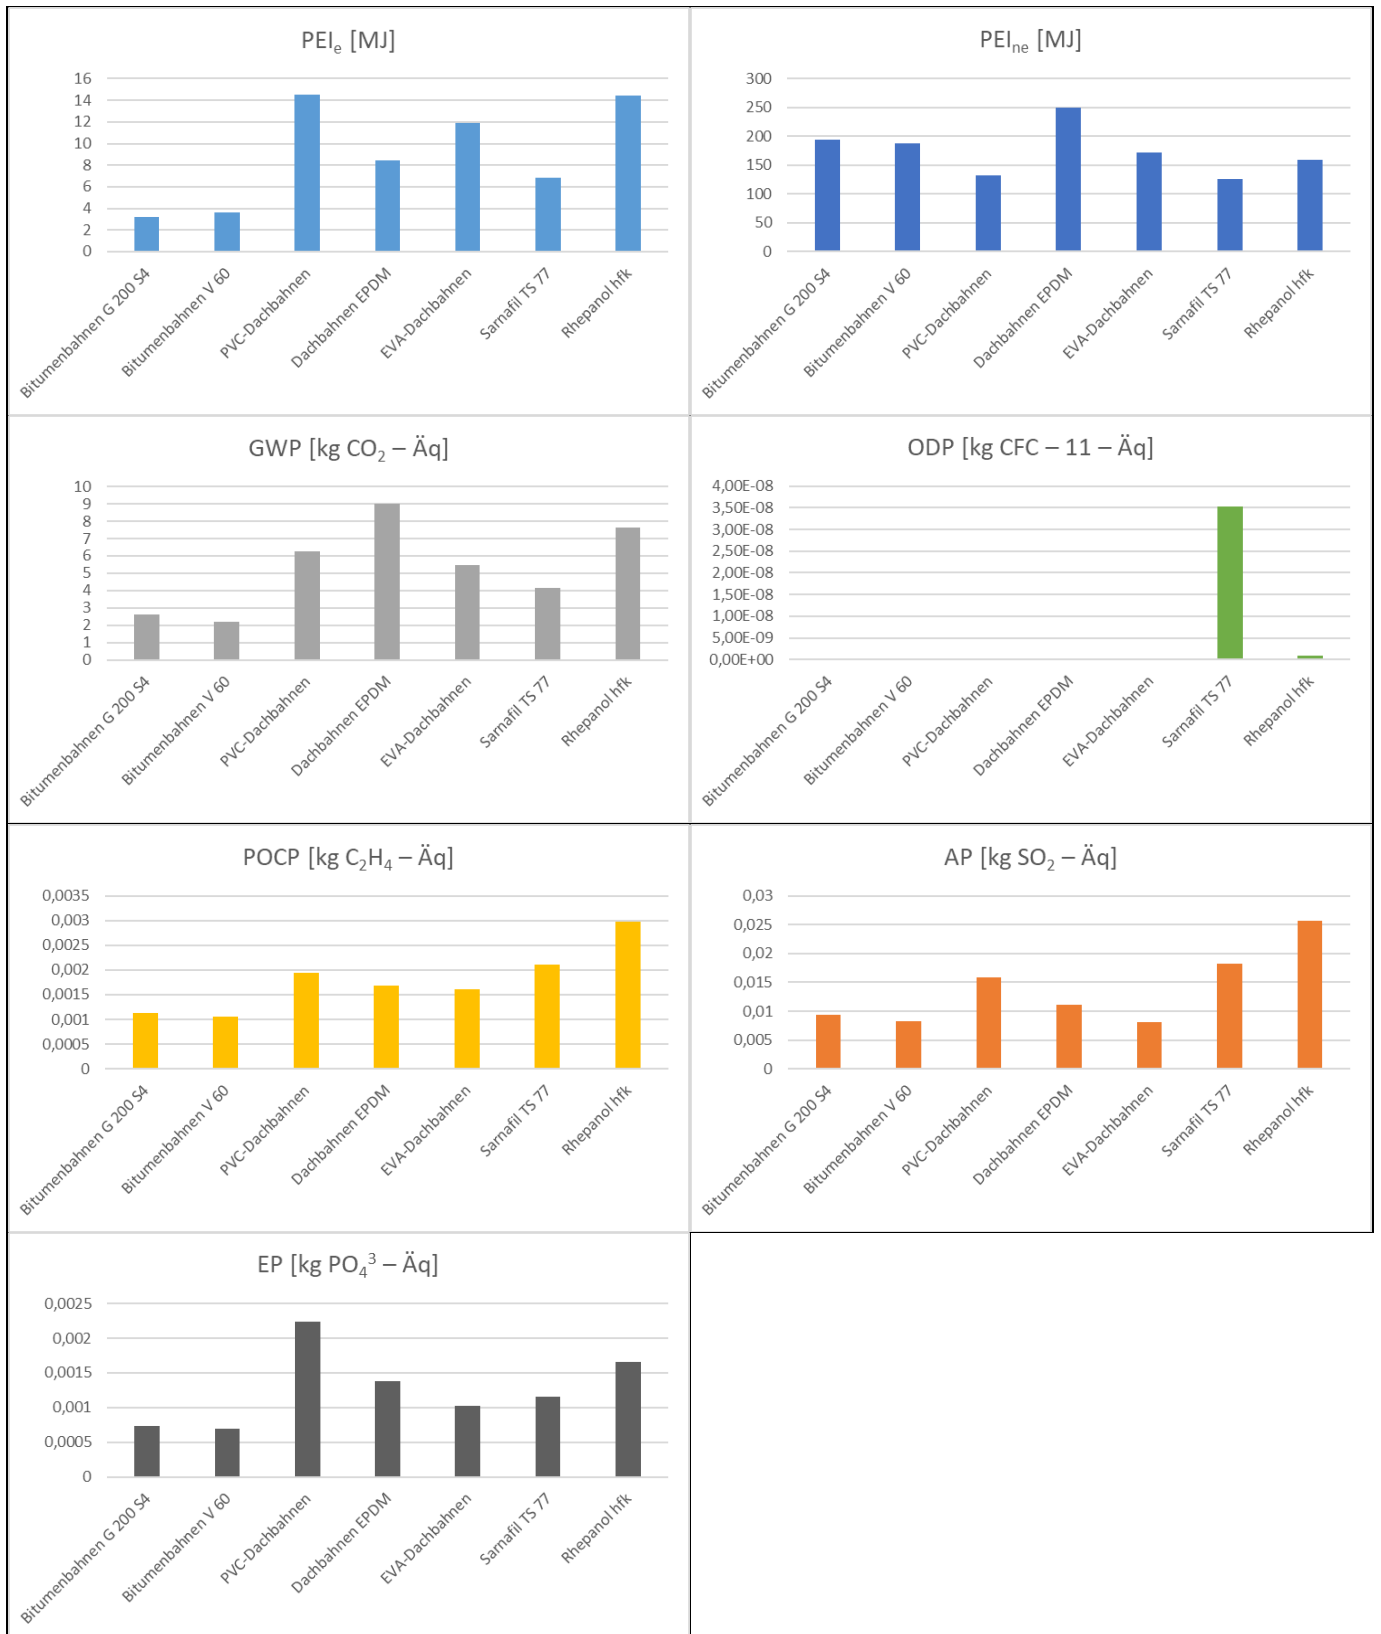 PEIₑ [MJ]
16
14
12
10
8
6
4
2
0
Bitumenbahnen G 200 S4
Bitumenbahnen V 60
PVC-Dachbahnen
Dachbahnen EPDM
EVA-Dachbahnen
Sarnafil TS 77
Rhepanol hfk
PEIₙₑ [MJ]
300
250
200
150
100
50
0
Bitumenbahnen G 200 S4
Bitumenbahnen V 60
PVC-Dachbahnen
Dachbahnen EPDM
EVA-Dachbahnen
Sarnafil TS 77
Rhepanol hfk
GWP [kg CO₂ – Äq]
10
9
8
7
6
5
4
3
2
1
0
Bitumenbahnen G 200 S4
Bitumenbahnen V 60
PVC-Dachbahnen
Dachbahnen EPDM
EVA-Dachbahnen
Sarnafil TS 77
Rhepanol hfk
ODP [kg CFC – 11 – Äq]
4,00E-08
3,50E-08
3,00E-08
2,50E-08
2,00E-08
1,50E-08
1,00E-08
5,00E-09
0,00E+00
Bitumenbahnen G 200 S4
Bitumenbahnen V 60
PVC-Dachbahnen
Dachbahnen EPDM
EVA-Dachbahnen
Sarnafil TS 77
Rhepanol hfk
POCP [kg C₂H₄ – Äq]
0,0035
0,003
0,0025
0,002
0,0015
0,001
0,0005
0
Bitumenbahnen G 200 S4
Bitumenbahnen V 60
PVC-Dachbahnen
Dachbahnen EPDM
EVA-Dachbahnen
Sarnafil TS 77
Rhepanol hfk
AP [kg SO₂ – Äq]
0,03
0,025
0,02
0,015
0,01
0,005
0
Bitumenbahnen G 200 S4
Bitumenbahnen V 60
PVC-Dachbahnen
Dachbahnen EPDM
EVA-Dachbahnen
Sarnafil TS 77
Rhepanol hfk
EP [kg PO₄³ – Äq]
0,0025
0,002
0,0015
0,001
0,0005
0
Bitumenbahnen G 200 S4
Bitumenbahnen V 60
PVC-Dachbahnen
Dachbahnen EPDM
EVA-Dachbahnen
Sarnafil TS 77
Rhepanol hfk